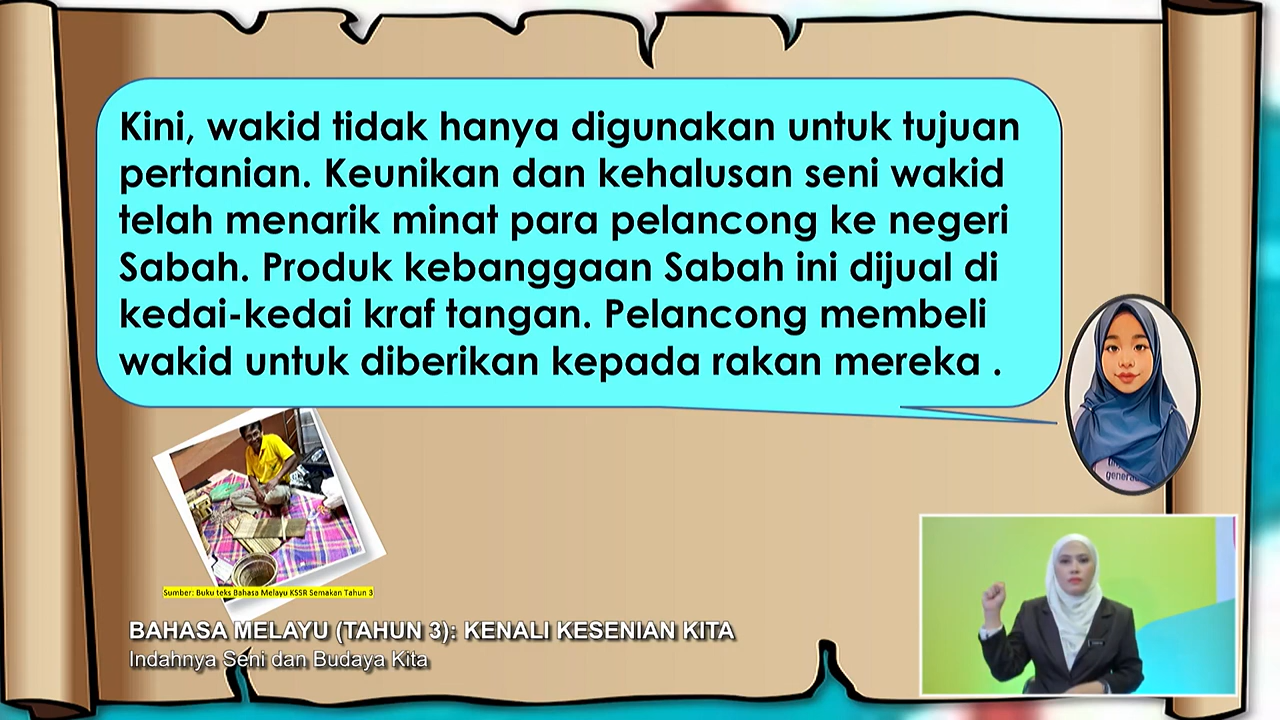 Kini, wakid tidak hanya digunakan untuk tujuan
pertanian. Keunikan dan kehalusan seni wakid
telah menarik minat para pelancong ke negeri
Sabah. Produk kebanggaan Sabah ini dijual di
kedai-kedai kraf tangan. Pelancong membeli
wakid untuk diberikan kepada rakan mereka .
Sumber: Buku teks Bahasa Melayu KSSR Semakan Tahun 3
BAHASA MELAYU (TAHUN 3): KENALI KESENIAN KITA
Indahnya Seni dan Budaya Kita